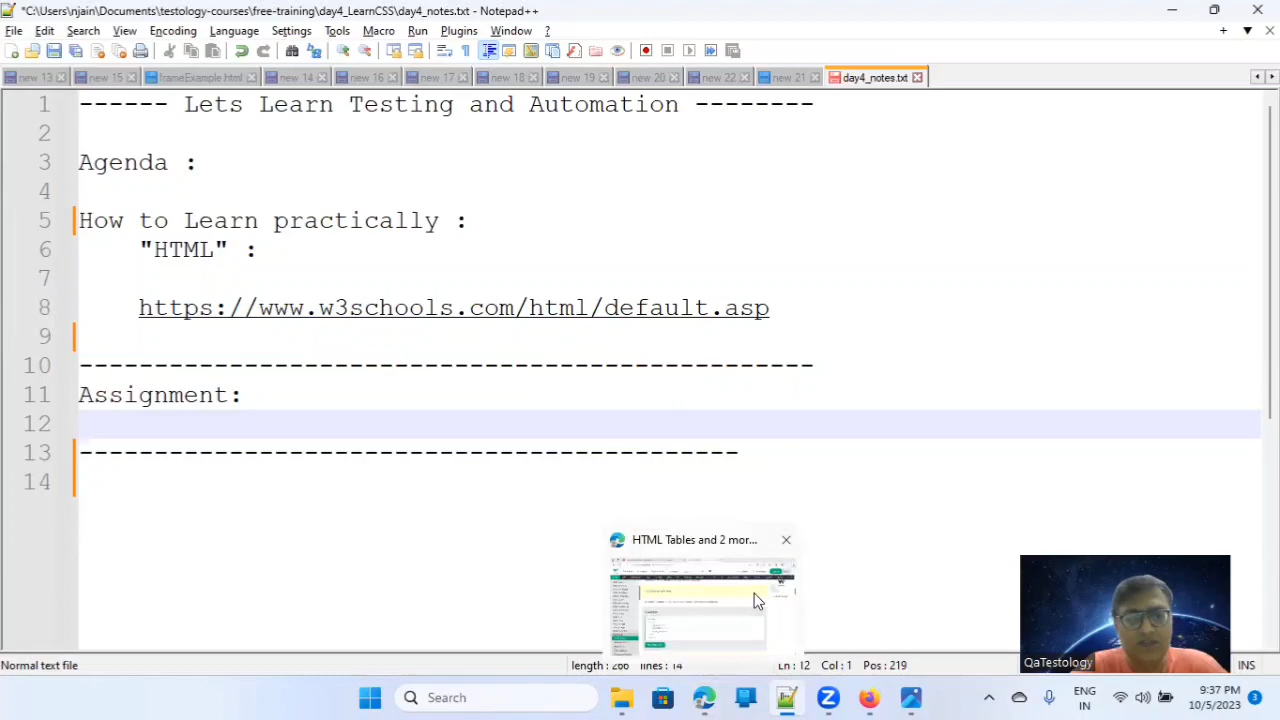 *C:\Users\njain\Documents\testology-courses\free-training\day4_LearnCSS\day4_notes.txt - Notepad++
File Edit Search View Encoding Language Settings Tools Macro Run Plugins Window ?
new 13 new 15 frameExample.html new 14 new 16 new 17 new 18 new 19 new 20 new 22 new 21 day4_notes.txt
1 ------ Lets Learn Testing and Automation --------
2
3 Agenda :
4
5 How to Learn practically :
6 "HTML" :
7
8 https://www.w3schools.com/html/default.asp
9
10 -------------------------------------------------
11 Assignment:
12
13 --------------------------------------------
14
HTML Tables and 2 mor...
QaTestology
Normal text file length : 266 lines : 14 Ln : 12 Col : 1 Pos : 219 INS
Search
ENG
IN
9:37 PM
10/5/2023
3